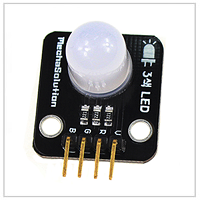 MechaSolution
3색 LED
B G R V